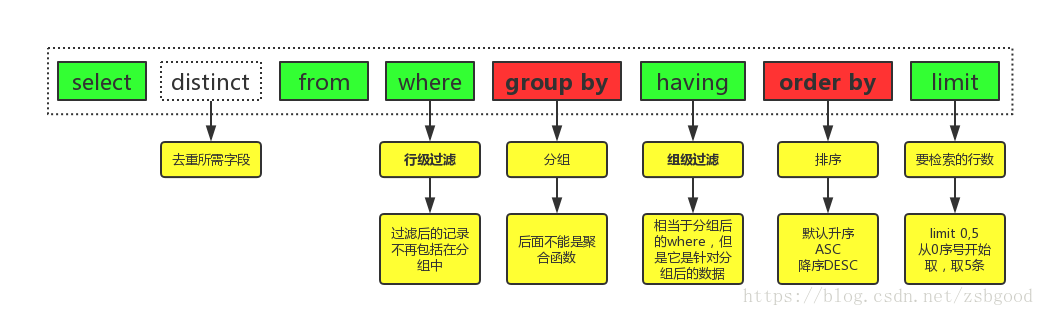 select
distinct
from
where
group by
having
order by
limit
去重所需字段
行级过滤
分组
组级过滤
排序
要检索的行数
过滤后的记录
不再包括在分
组中
后面不能是聚
合函数
相当于分组后
的where，但
是它是针对分
组后的数据
默认升序
ASC
降序DESC
limit 0,5
从0序号开始
取，取5条
https://blog.csdn.net/zsbgood